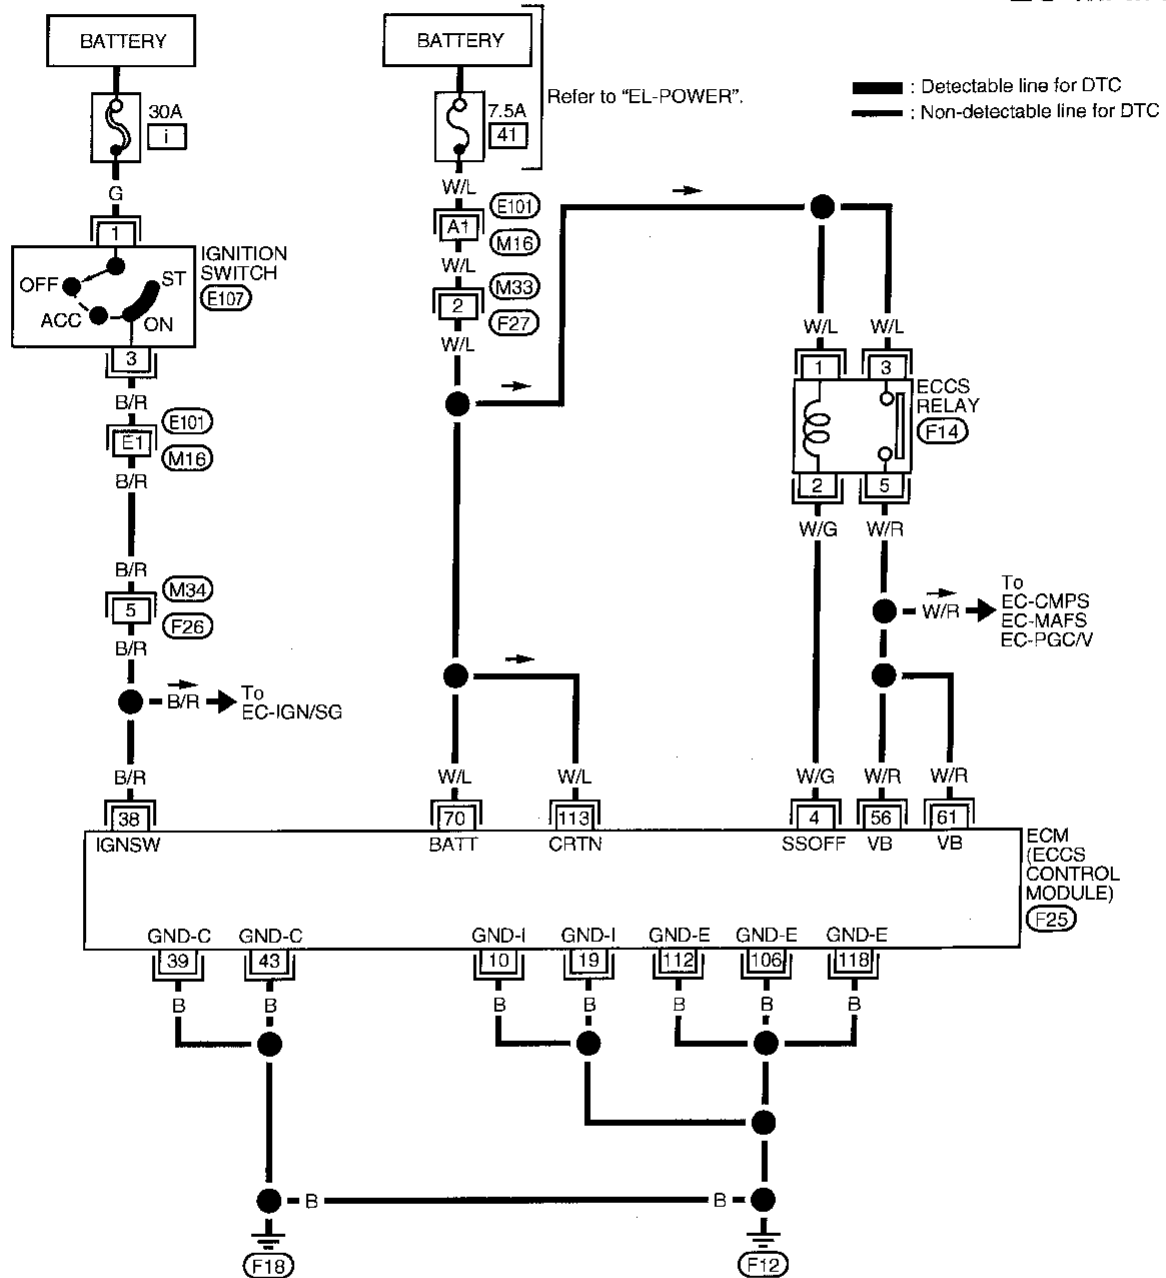 BATTERY
BATTERY
Refer to "EL-POWER".
: Detectable line for DTC
: Non-detectable line for DTC
30A
i
7.5A
41
G
W/L
1
A1
E101
M16
IGNITION
SWITCH
E107
OFF
ST
ACC
ON
W/L
2
M33
F27
W/L
3
B/R
E1
E101
M16
B/R
W/L
W/L
1
3
ECCS
RELAY
F14
2
5
W/G
W/R
B/R
5
M34
F26
B/R
To
EC-CMPS
EC-MAFS
EC-PGC/V
W/R
B/R
To
EC-IGN/SG
B/R
W/L
W/L
W/G
W/R
W/R
38
70
113
4
56
61
IGNSW
BATT
CRTN
SSOFF
VB
VB
ECM
(ECCS
CONTROL
MODULE)
F25
GND-C
GND-C
GND-I
GND-I
GND-E
GND-E
GND-E
39
43
10
19
112
106
118
B
B
B
B
B
B
B
B
B
F18
F12